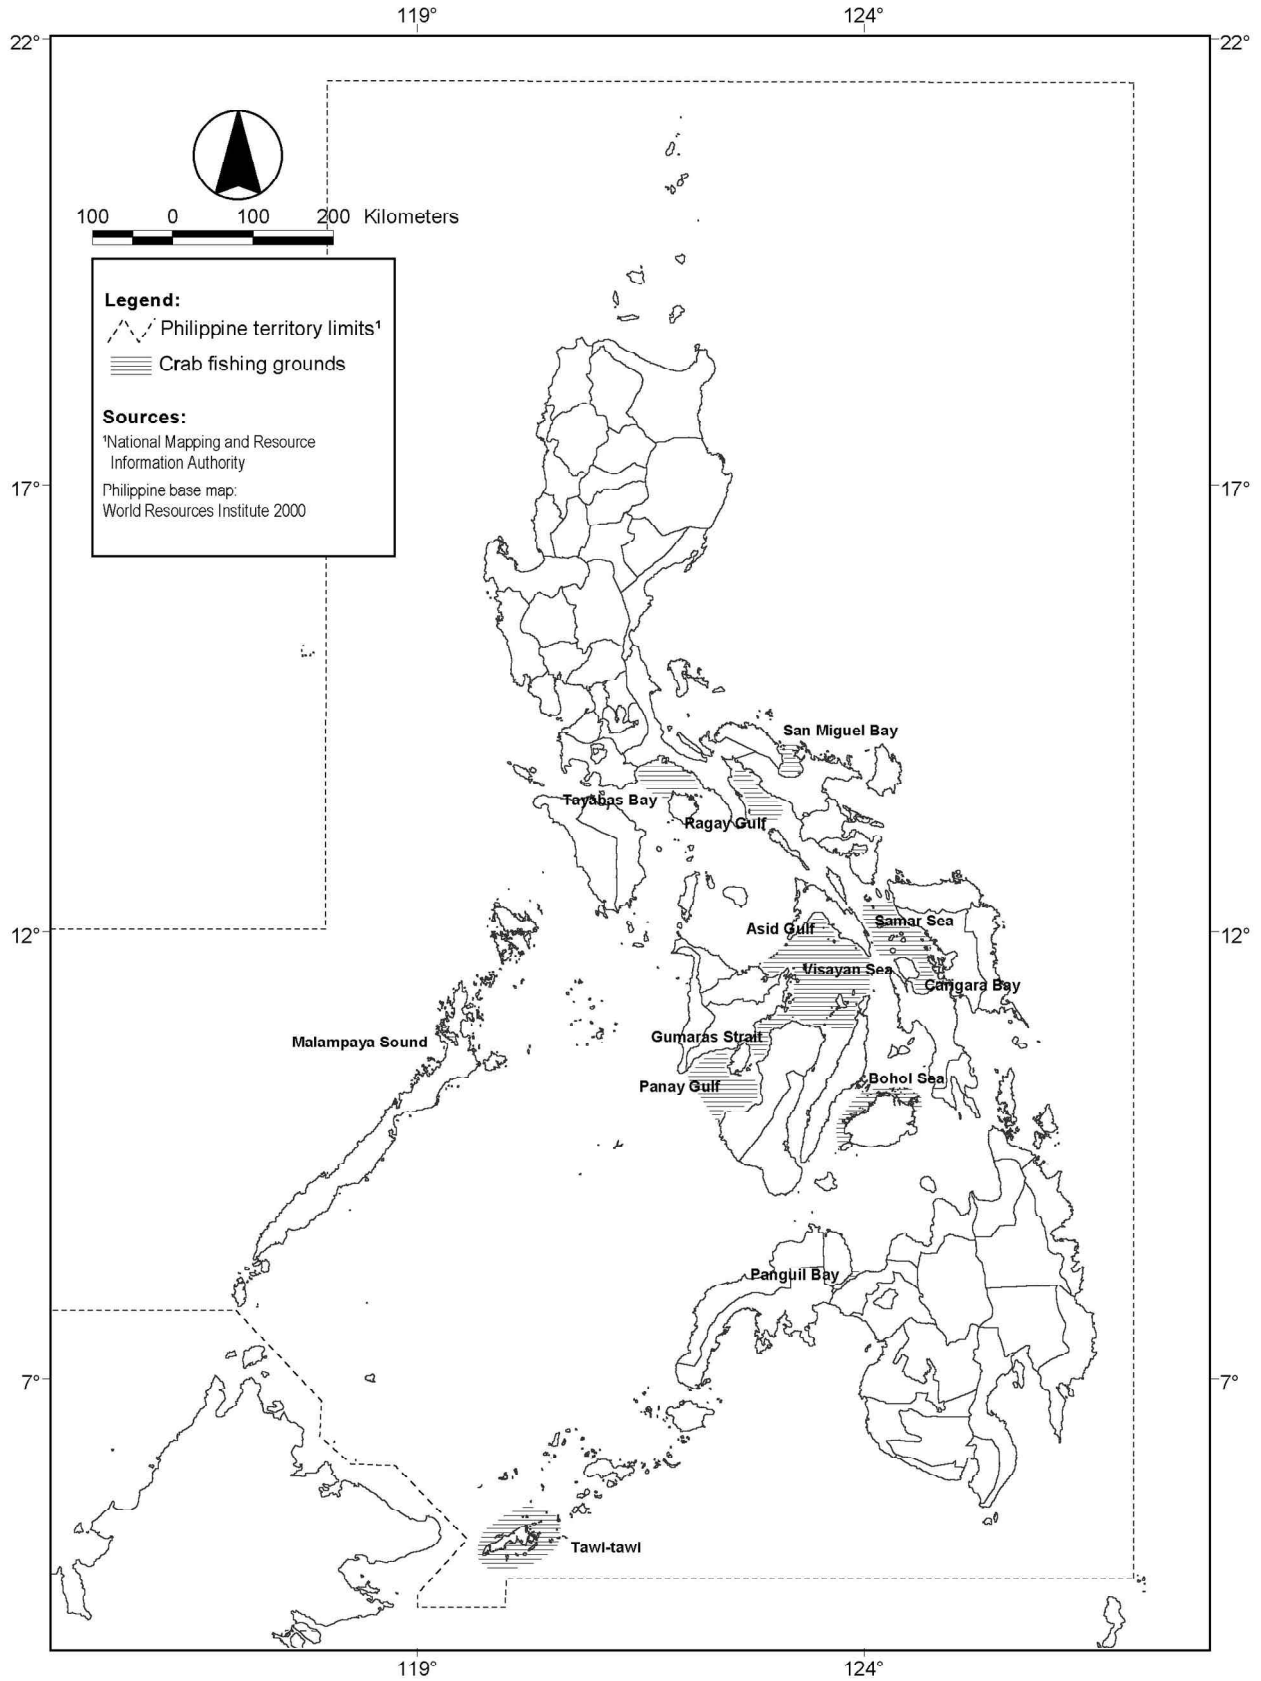 119°
124°
22°
22°
100 0 100 200 Kilometers
Legend:
Philippine territory limits¹
Crab fishing grounds
Sources:
¹National Mapping and Resource
Information Authority
Philippine base map:
World Resources Institute 2000
17°
17°
San Miguel Bay
Tayabas Bay
Ragay Gulf
12°
12°
Samar Sea
Asid Gulf
Visayan Sea
Carigara Bay
Malampaya Sound
Gumaras Strait
Panay Gulf
Bohol Sea
Panguil Bay
7°
7°
TawI-tawI
119°
124°